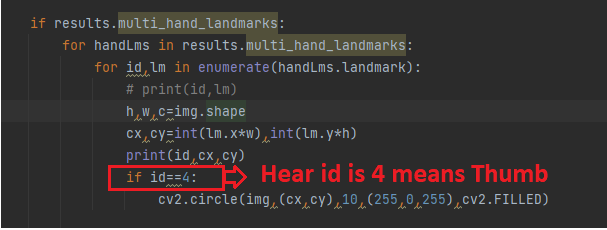 if results.multi_hand_landmarks:
for handLms in results.multi_hand_landmarks:
for id,lm in enumerate(handLms.landmark):
# print(id,lm)
h,w,c=img.shape
cx,cy=int(lm.x*w),int(lm.y*h)
print(id,cx,cy)
if id==4: Hear id is 4 means Thumb
cv2.circle(img,(cx,cy),10,(255,0,255),cv2.FILLED)